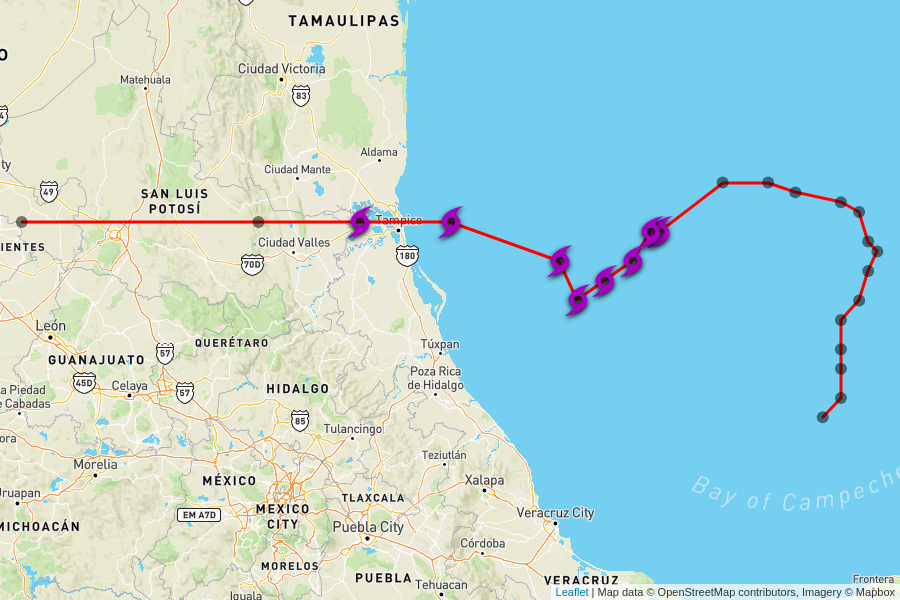 TAMAULIPAS
Ciudad Victoria
Matehuala
83
Aldama
Ciudad Mante
49
SAN LUIS
POTOSÍ
Tampico
IENTES
Ciudad Valles
70D
180
León
QUERÉTARO
Túxpan
GUANAJUATO
57
Poza Rica
de Hidalgo
45D
Celaya
57
HIDALGO
a Piedad
e Cabadas
85
Tulancingo
ora
Morelia
Teziutlán
MÉXICO
Xalapa
Bay of Campeche
Uruapan
TLAXCALA
EM A7D
MEXICO
CITY
Puebla City
Veracruz City
MICHOACÁN
Córdoba
MORELOS
PUEBLA
Tehuacan
VERACRUZ
Frontera
Iguala
Leaflet | Map data © OpenStreetMap contributors, Imagery © Mapbox